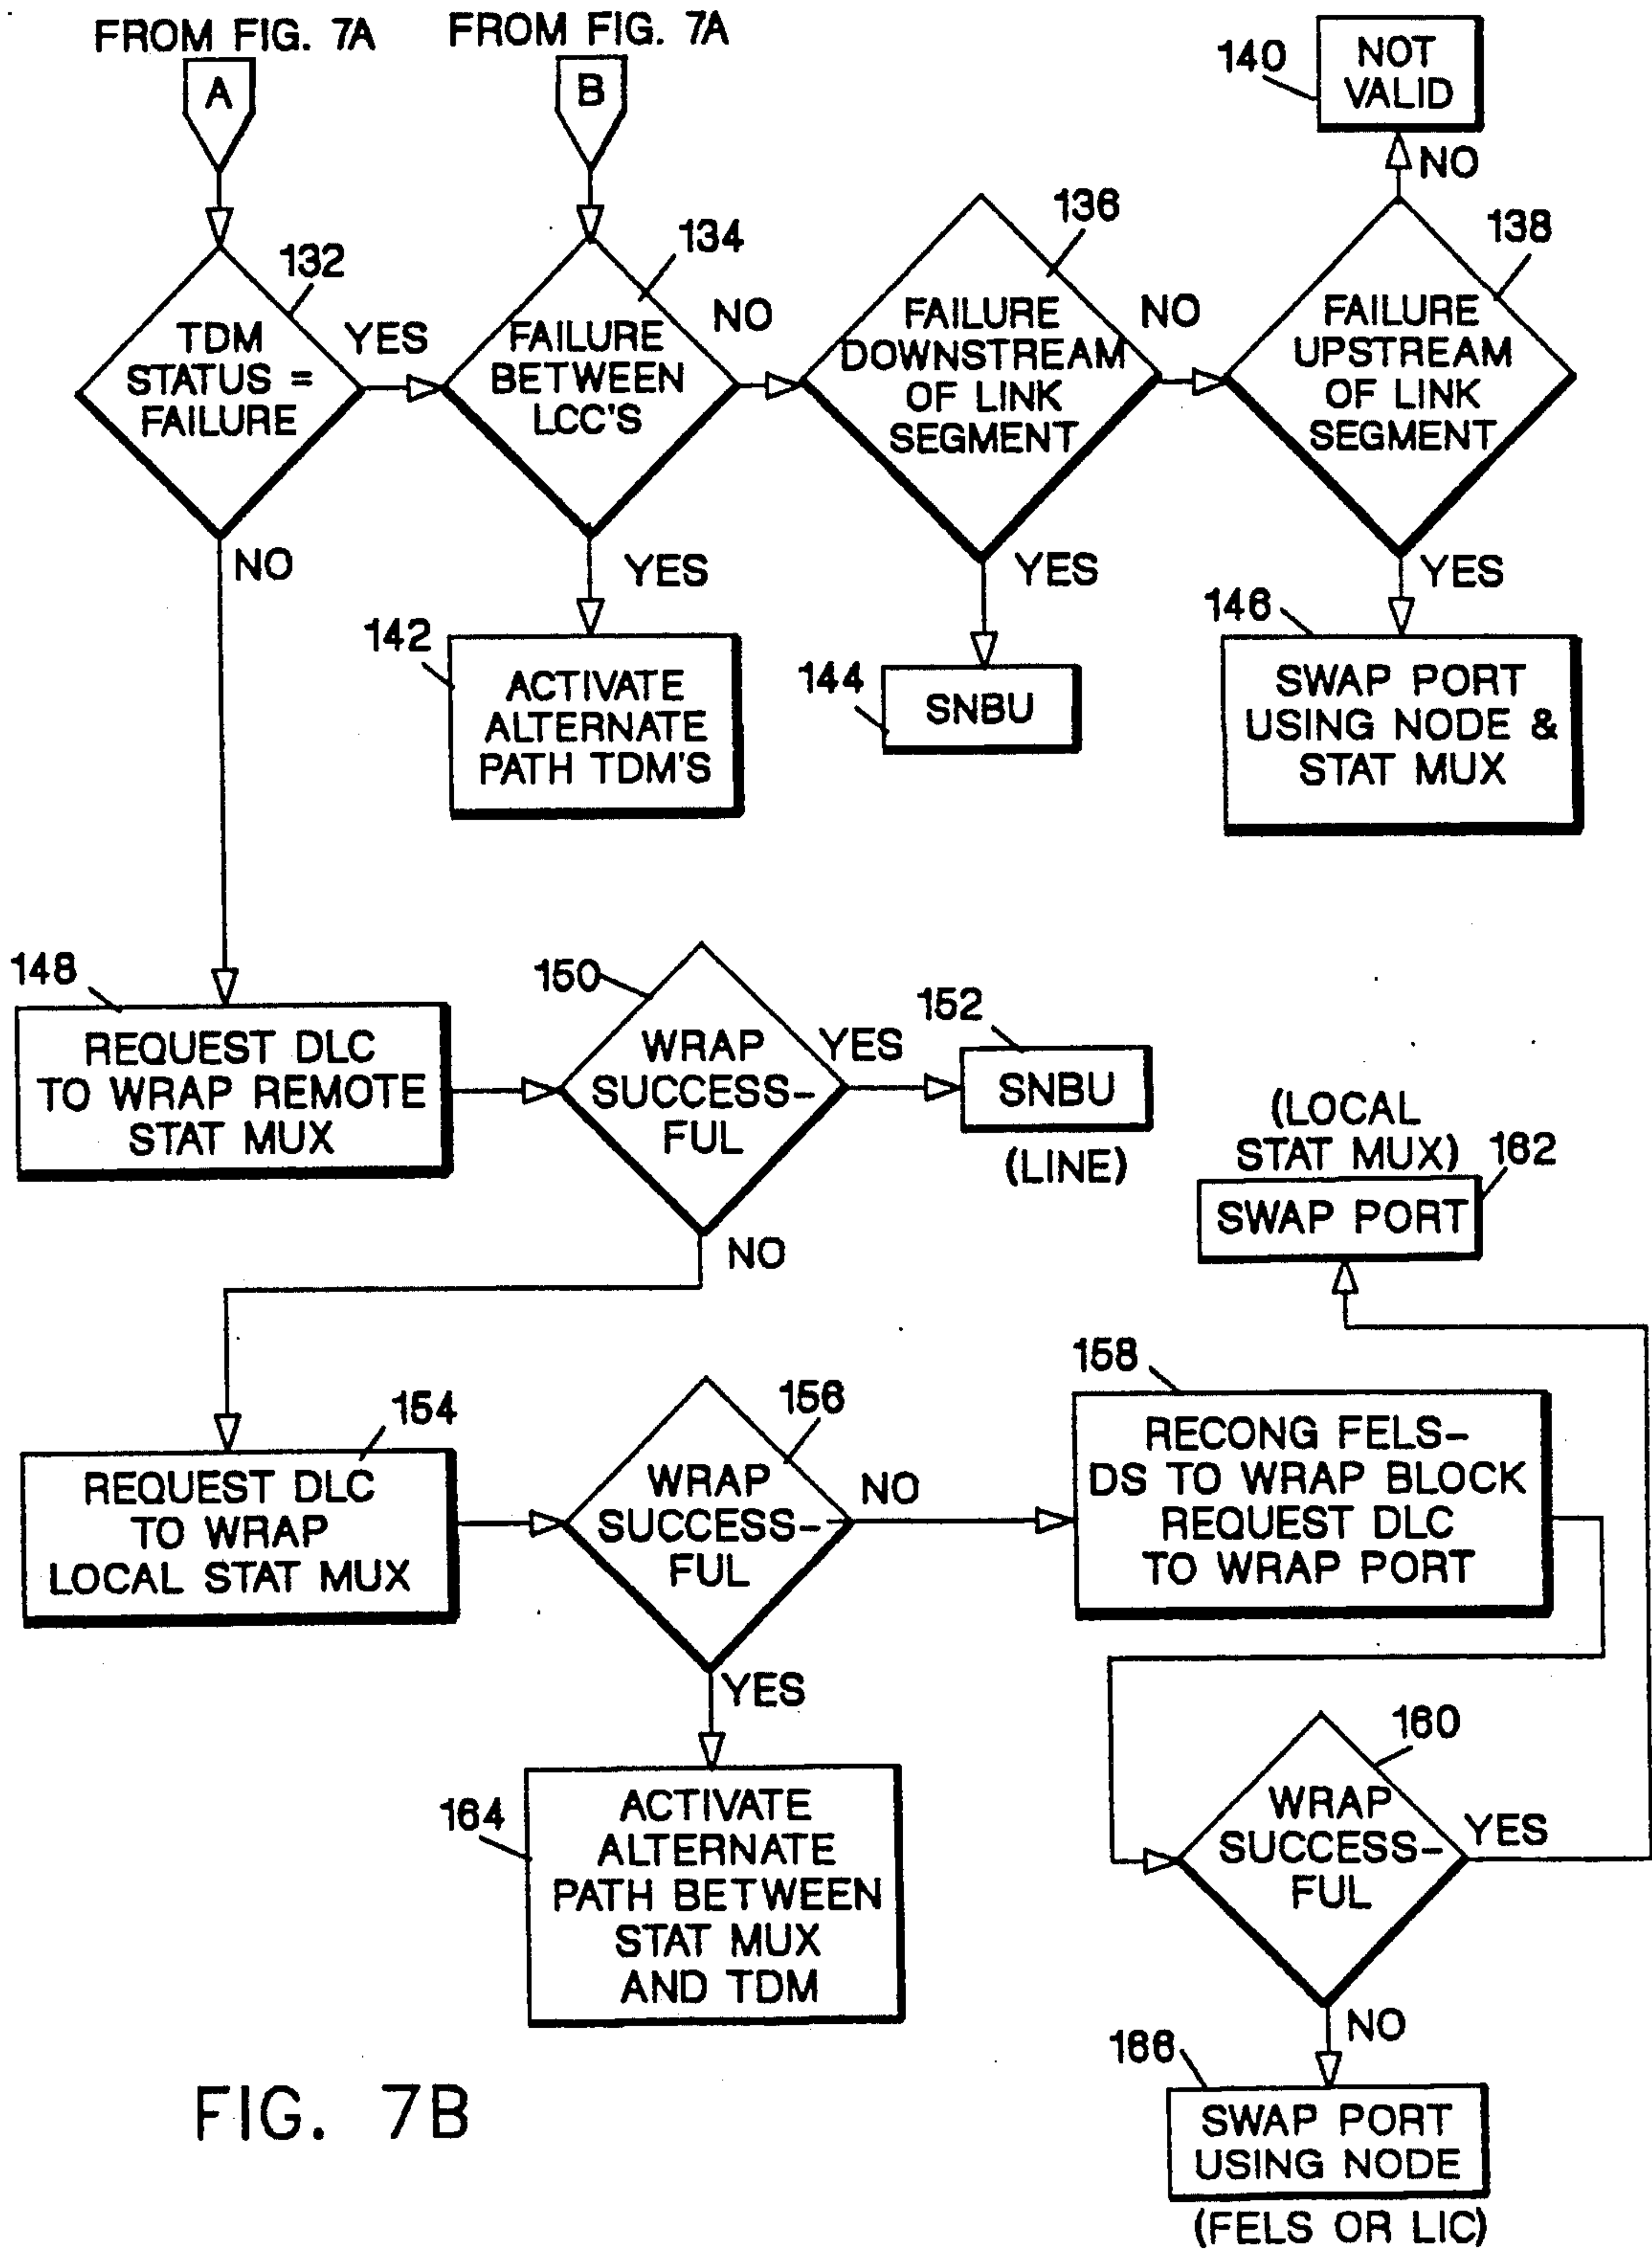 FROM FIG. 7A
A
FROM FIG. 7A
B
140
NOT
VALID
NO
132
TDM
STATUS =
FAILURE
YES
NO
134
FAILURE
BETWEEN
LCC'S
NO
YES
136
FAILURE
DOWNSTREAM
OF LINK
SEGMENT
NO
YES
138
FAILURE
UPSTREAM
OF LINK
SEGMENT
YES
142
ACTIVATE
ALTERNATE
PATH TDM'S
144
SNBU
146
SWAP PORT
USING NODE &
STAT MUX
148
REQUEST DLC
TO WRAP REMOTE
STAT MUX
150
WRAP
SUCCESS-
FUL
YES
NO
152
SNBU
(LINE)
(LOCAL
STAT MUX)
162
SWAP PORT
154
REQUEST DLC
TO WRAP
LOCAL STAT MUX
156
WRAP
SUCCESS-
FUL
NO
YES
158
RECONG FELS-
DS TO WRAP BLOCK
REQUEST DLC
TO WRAP PORT
160
WRAP
SUCCESS-
FUL
YES
NO
164
ACTIVATE
ALTERNATE
PATH BETWEEN
STAT MUX
AND TDM
166
SWAP PORT
USING NODE
(FELS OR LIC)
FIG. 7B